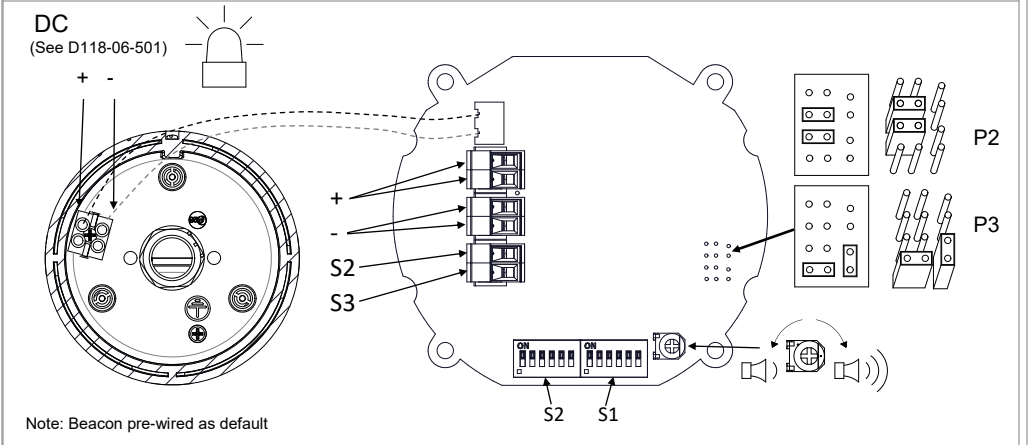 DC
(See D118-06-501)
+ -
P2
+
-
P3
S2
S3
ON ON
S2 S1
Note: Beacon pre-wired as default